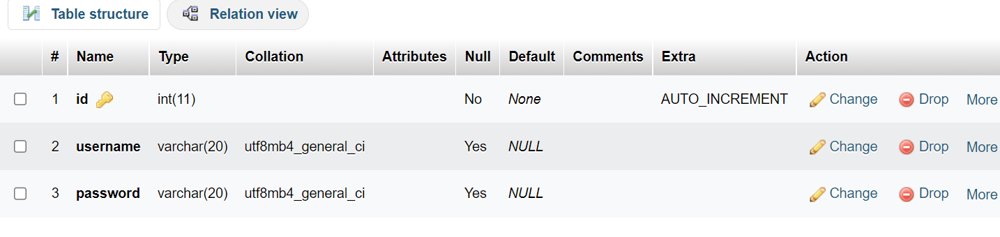 Table structure Relation view
# Name Type Collation Attributes Null Default Comments Extra Action
1 id int(11) No None AUTO_INCREMENT Change Drop More
2 username varchar(20) utf8mb4_general_ci Yes NULL Change Drop More
3 password varchar(20) utf8mb4_general_ci Yes NULL Change Drop More